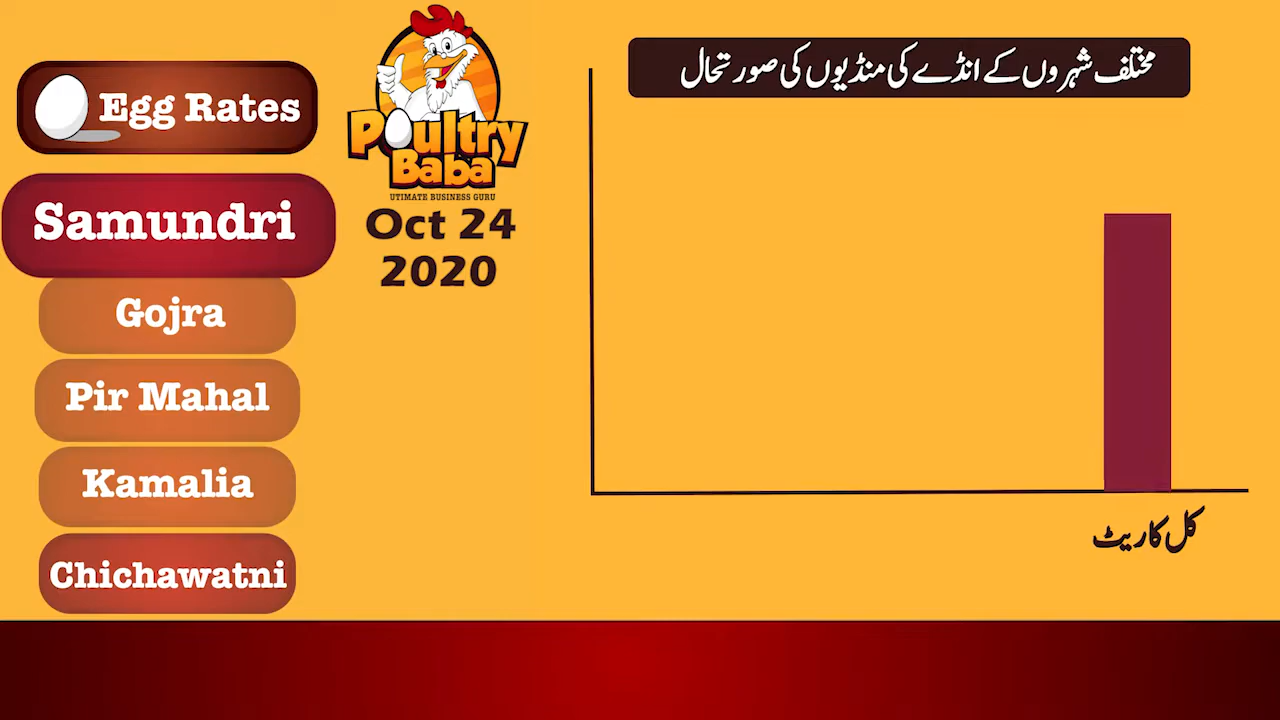 Egg Rates
Samundri
Gojra
Pir Mahal
Kamalia
Chichawatni
Poultry
Baba
UTIMATE BUSINESS GURU
Oct 24
2020
مختلف شہروں کے انڈے کی منڈیوں کی صورتحال
کل کا ریٹ